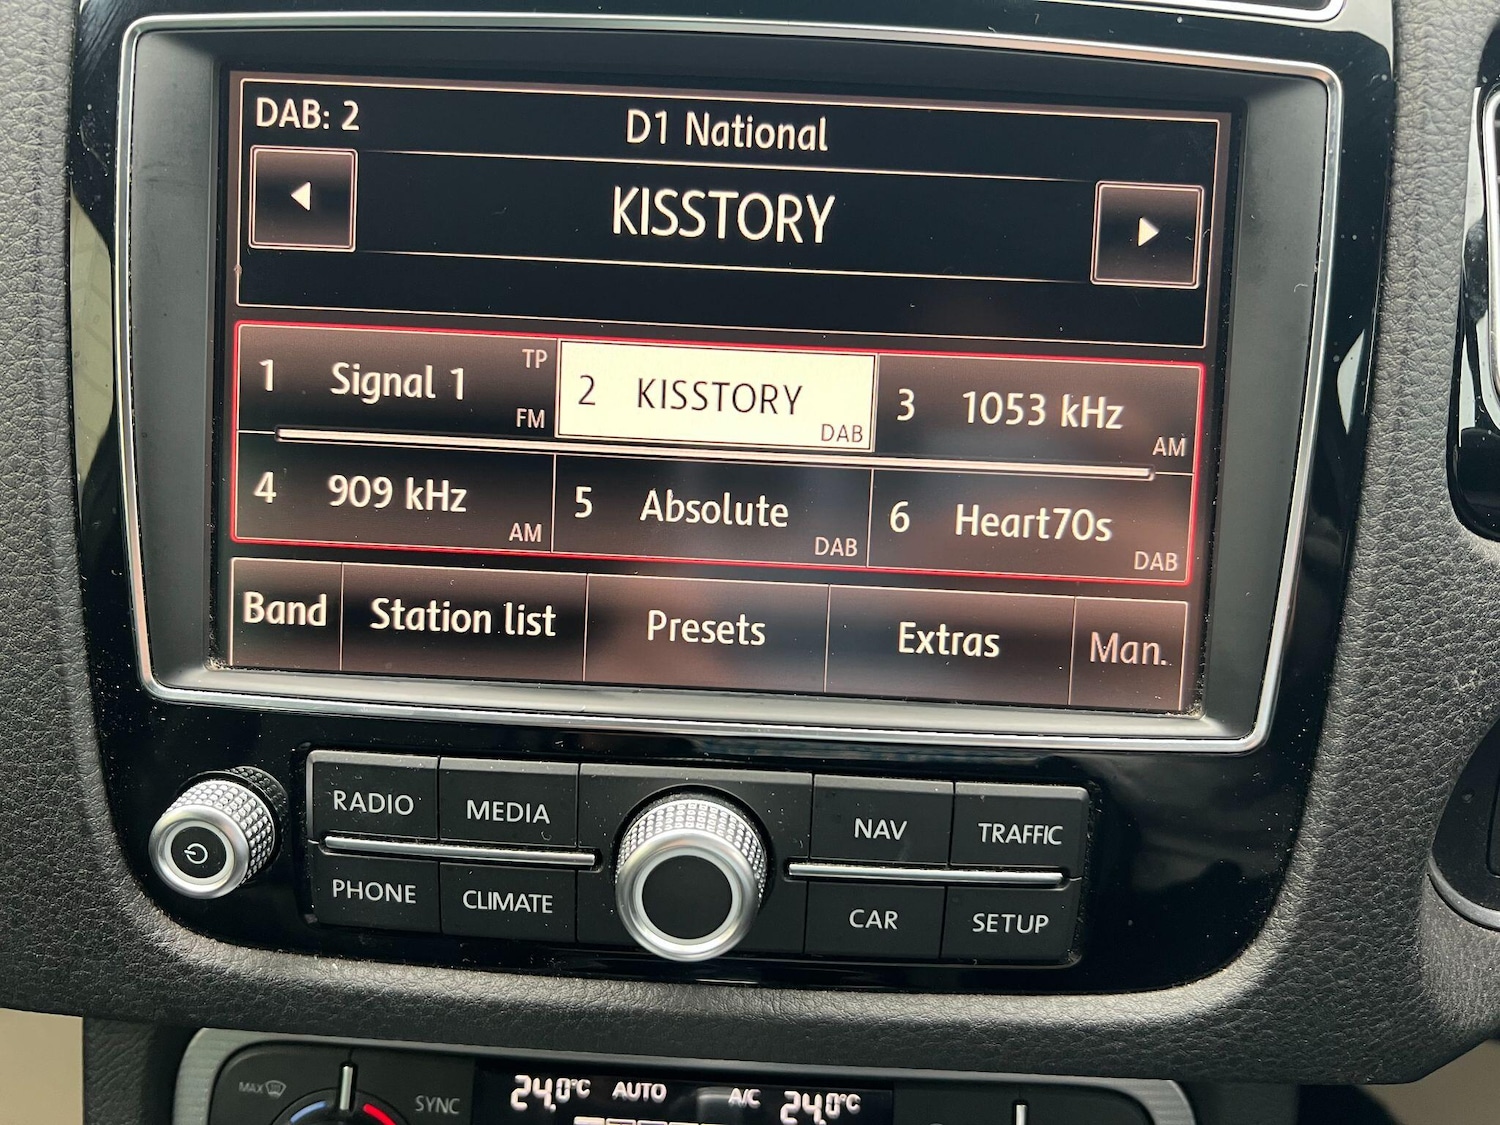 DAB: 2
D1 National
KISSTORY
1 Signal 1 TP FM
2 KISSTORY DAB
3 1053 kHz AM
4 909 kHz AM
5 Absolute DAB
6 Heart70s DAB
Band Station list Presets Extras Man.
RADIO MEDIA NAV TRAFFIC
PHONE CLIMATE CAR SETUP
MAX SYNC 24.0°C AUTO A/C 24.0°C